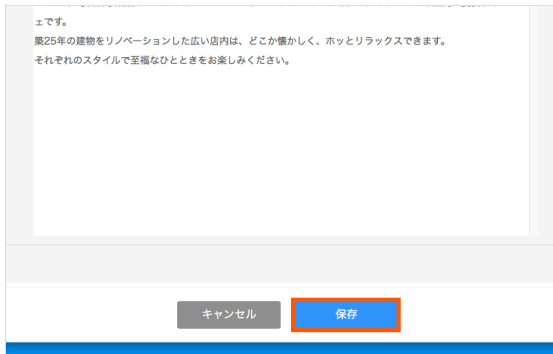 ェです。
築25年の建物をリノベーションした広い店内は、どこか懐かしく、ホッとリラックスできます。
それぞれのスタイルで至福なひとときをお楽しみください。
キャンセル
保存